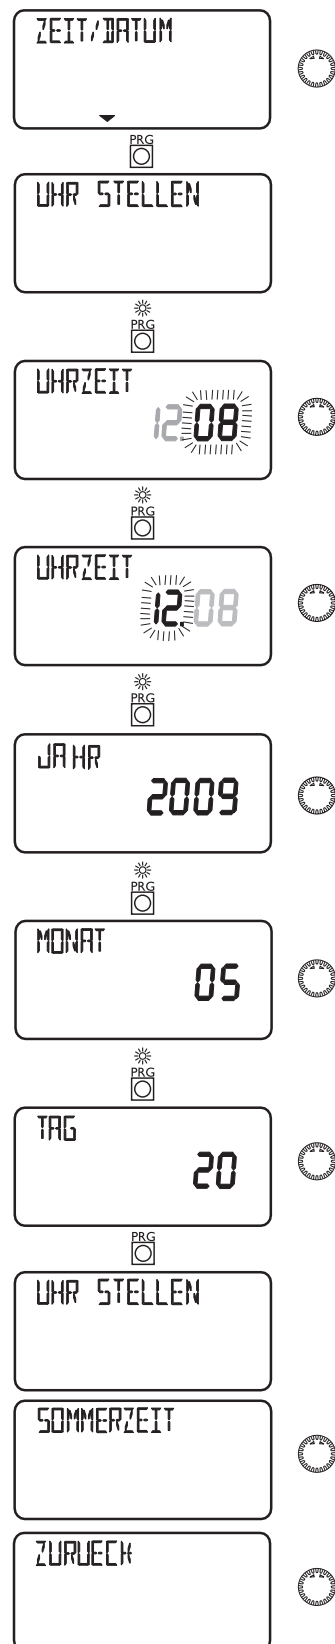 ZEIT/DATUM
PRG
UHR STELLEN
PRG
UHRZEIT
12.08
PRG
UHRZEIT
12.08
PRG
JAHR
2009
PRG
MONAT
05
PRG
TAG
20
PRG
UHR STELLEN
SOMMERZEIT
ZURUECK